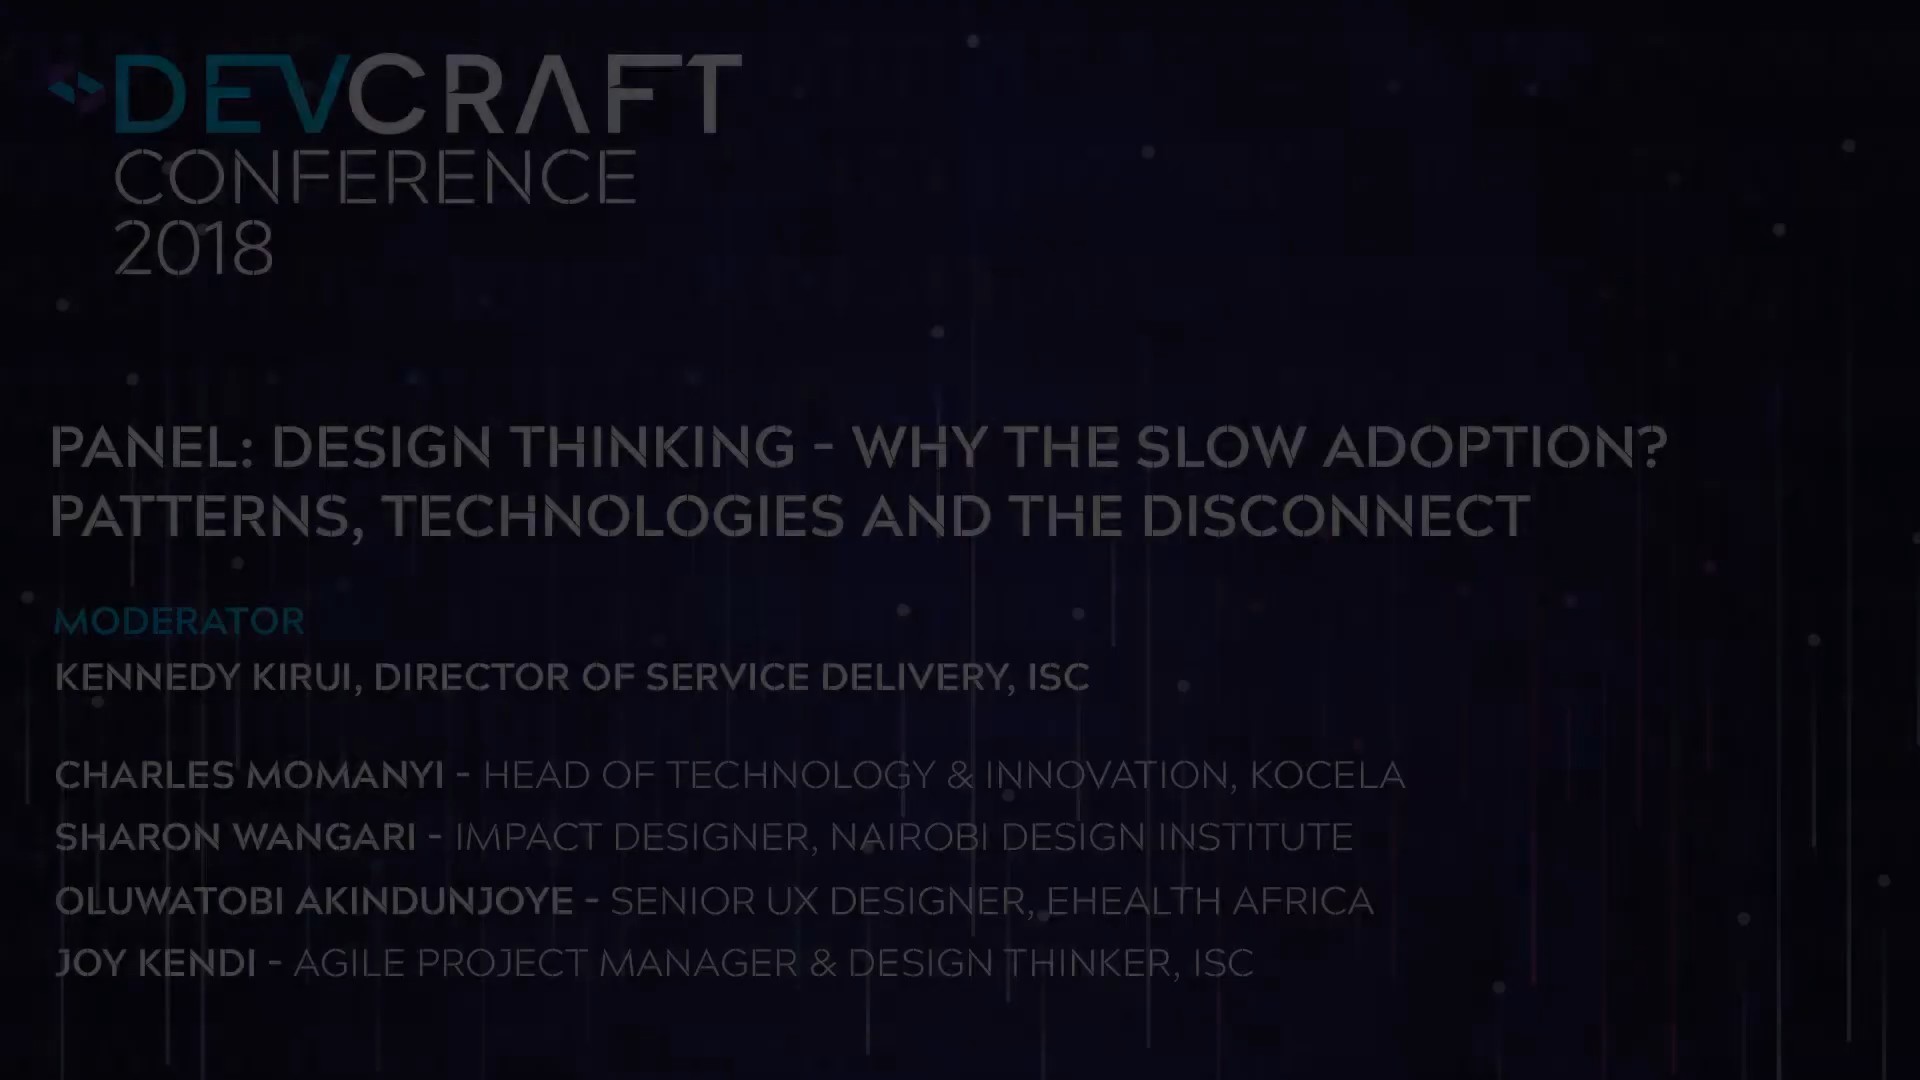 DEVCRAFT
CONFERENCE
2018
PANEL: DESIGN THINKING - WHY THE SLOW ADOPTION?
PATTERNS, TECHNOLOGIES AND THE DISCONNECT
MODERATOR
KENNEDY KIRUI, DIRECTOR OF SERVICE DELIVERY, ISC
CHARLES MOMANYI - HEAD OF TECHNOLOGY & INNOVATION, KOCELA
SHARON WANGARI - IMPACT DESIGNER, NAIROBI DESIGN INSTITUTE
OLUWATOBI AKINDUNJOYE - SENIOR UX DESIGNER, EHEALTH AFRICA
JOY KENDI - AGILE PROJECT MANAGER & DESIGN THINKER, ISC